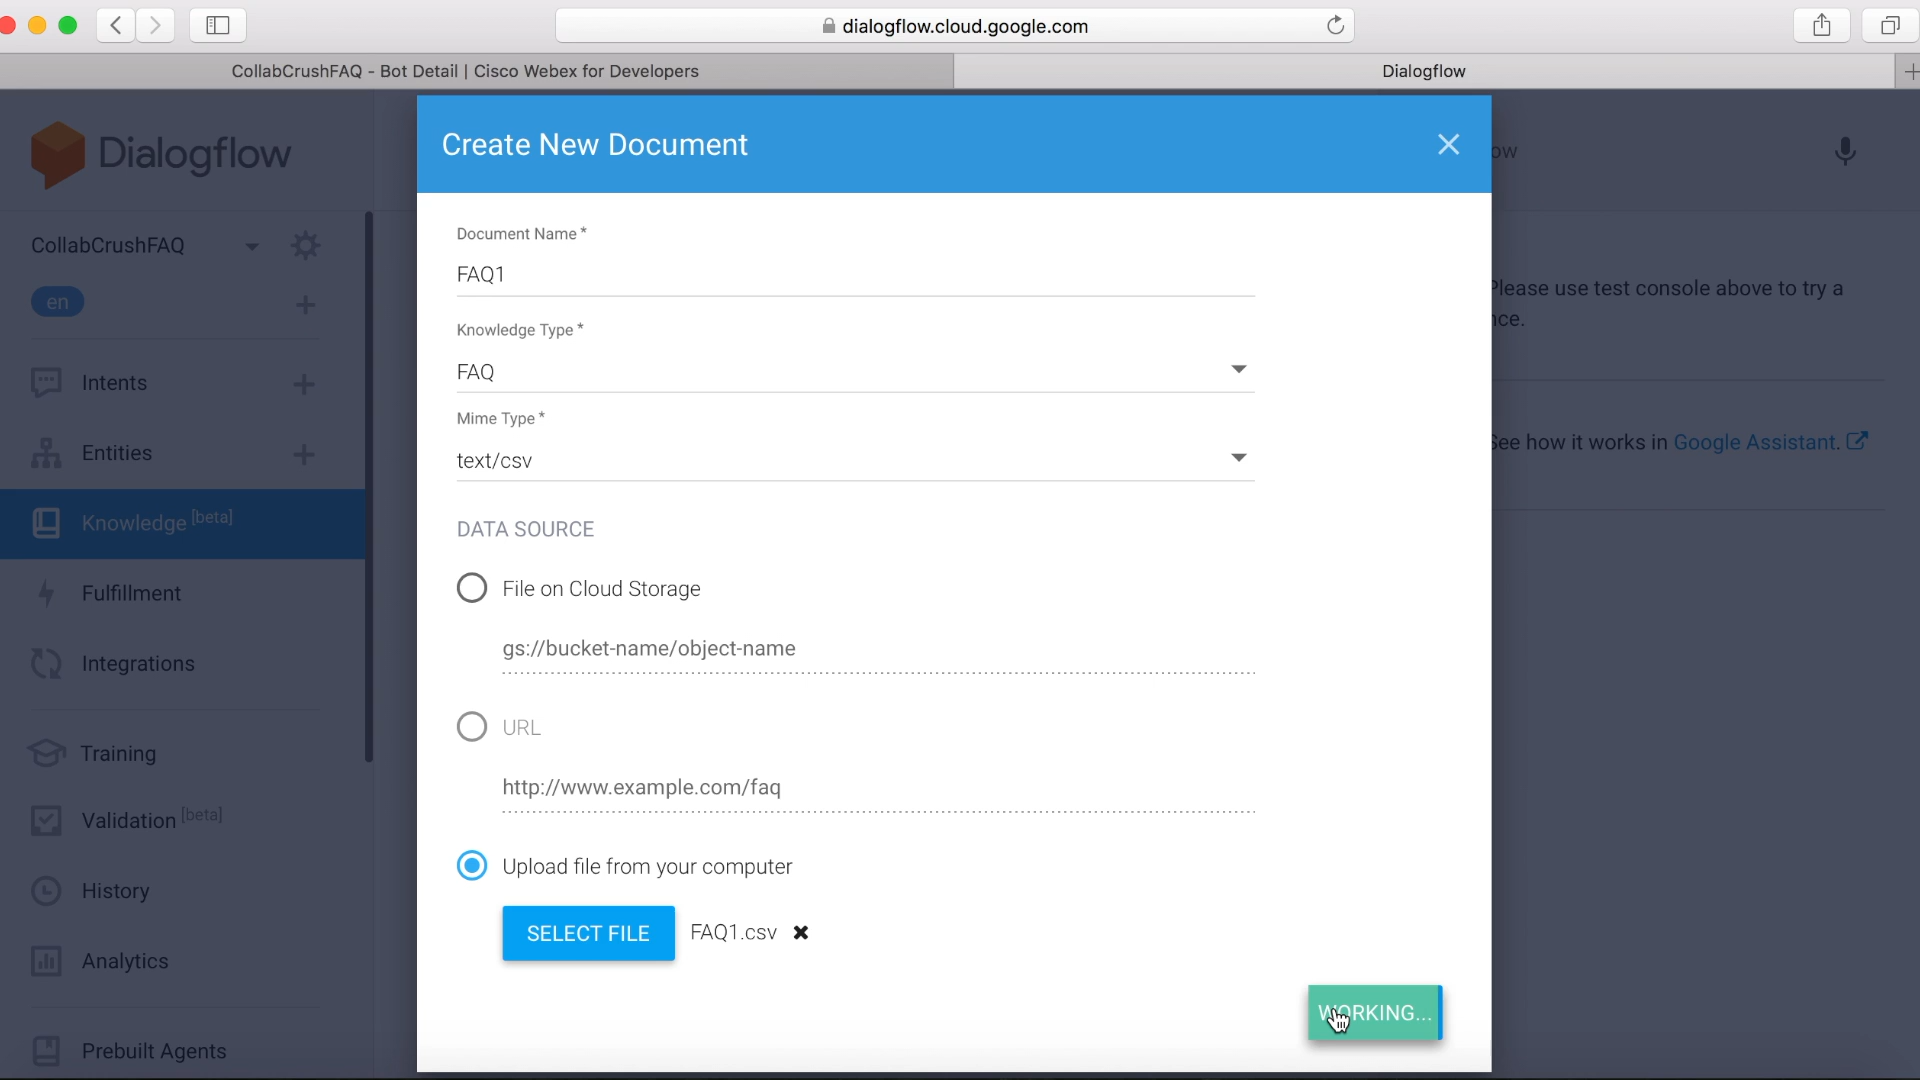 dialogflow.cloud.google.com
CollabCrushFAQ - Bot Detail | Cisco Webex for Developers
Dialogflow
Dialogflow
CollabCrushFAQ
en
Intents
Entities
Knowledge [beta]
Fulfillment
Integrations
Training
Validation [beta]
History
Analytics
Prebuilt Agents
Create New Document
Document Name *
FAQ1
Knowledge Type *
FAQ
Mime Type *
text/csv
DATA SOURCE
File on Cloud Storage
gs://bucket-name/object-name
URL
http://www.example.com/faq
Upload file from your computer
SELECT FILE FAQ1.csv
WORKING...
ow
Please use test console above to try a
nce.
See how it works in Google Assistant.